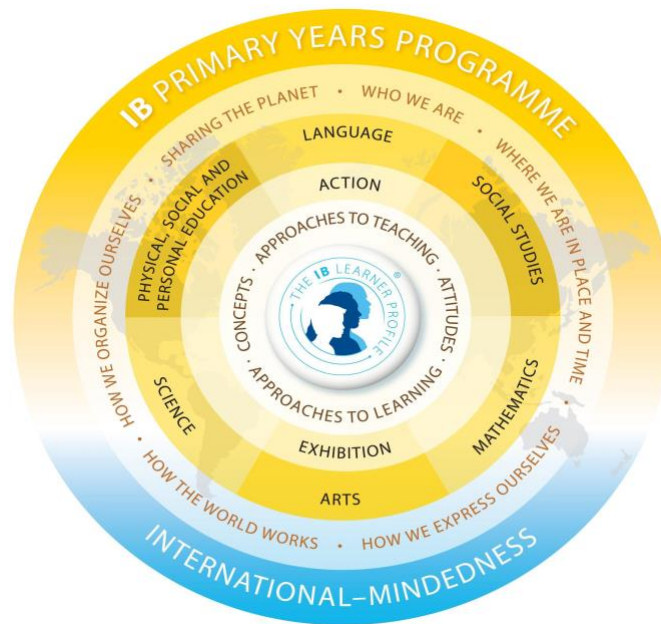 IB PRIMARY YEARS PROGRAMME
SHARING THE PLANET • WHO WE ARE • WHERE WE ARE IN PLACE AND TIME • HOW WE EXPRESS OURSELVES • HOW THE WORLD WORKS • HOW WE ORGANIZE OURSELVES •
LANGUAGE
SOCIAL STUDIES
MATHEMATICS
ARTS
SCIENCE
PHYSICAL, SOCIAL AND
PERSONAL EDUCATION
ACTION
EXHIBITION
CONCEPTS • APPROACHES TO TEACHING • ATTITUDES • APPROACHES TO LEARNING •
THE IB LEARNER PROFILE
®
INTERNATIONAL–MINDEDNESS